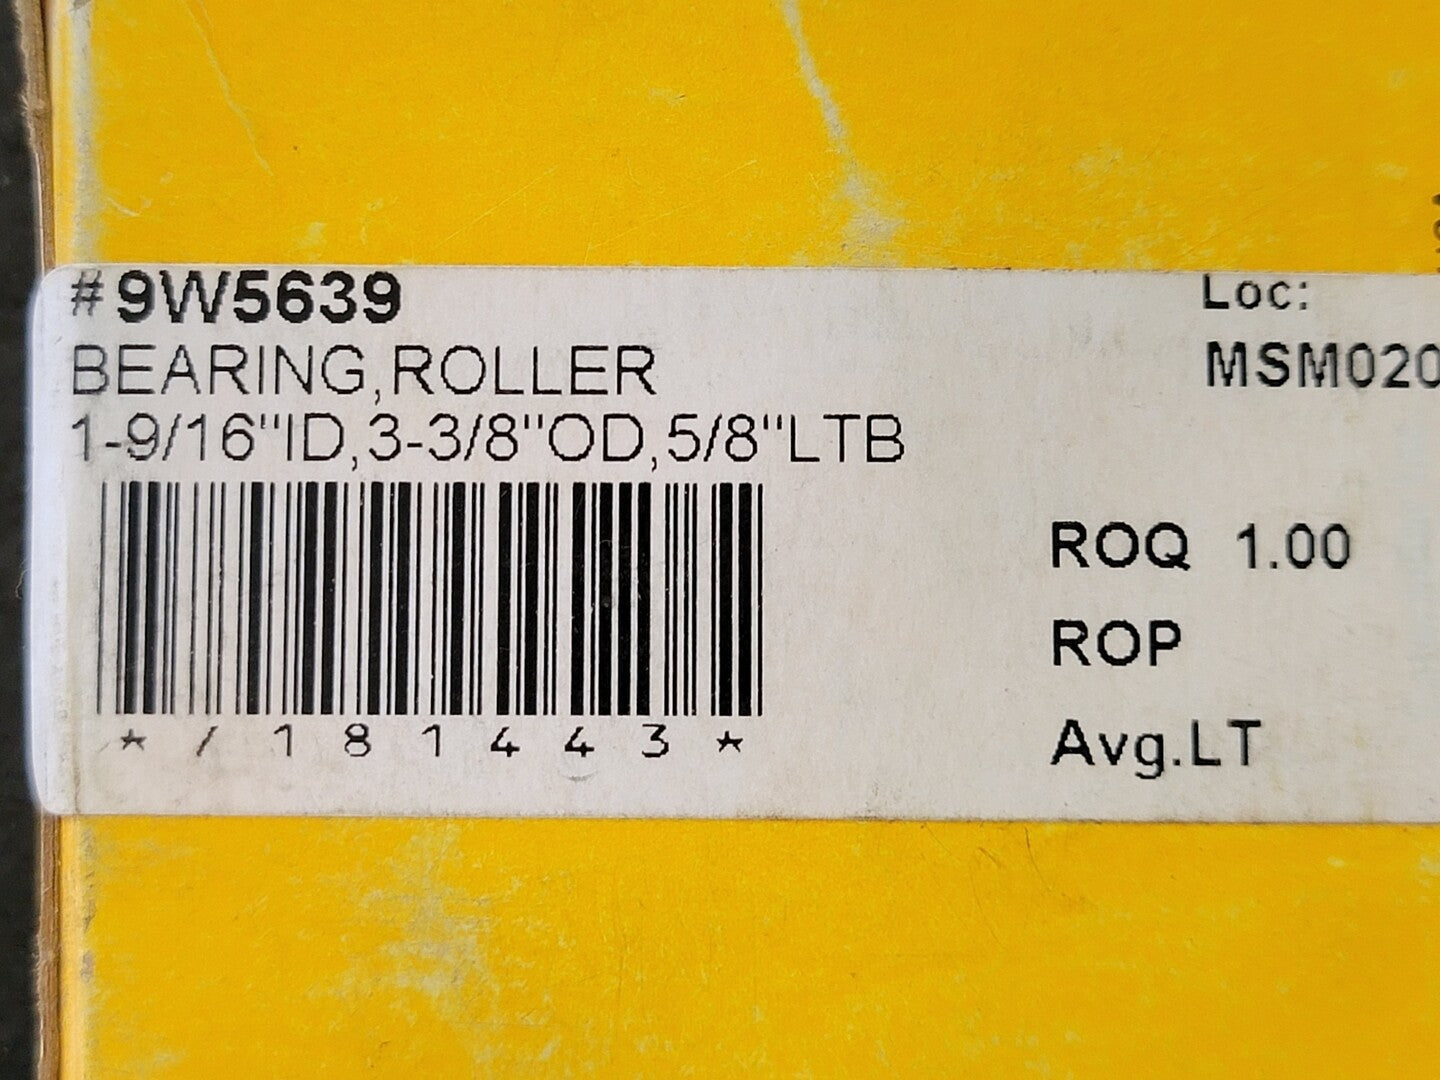 #9W5639
BEARING,ROLLER
1-9/16"ID,3-3/8"OD,5/8"LTB
*/181443*
Loc:
MSM020
ROQ 1.00
ROP
Avg.LT